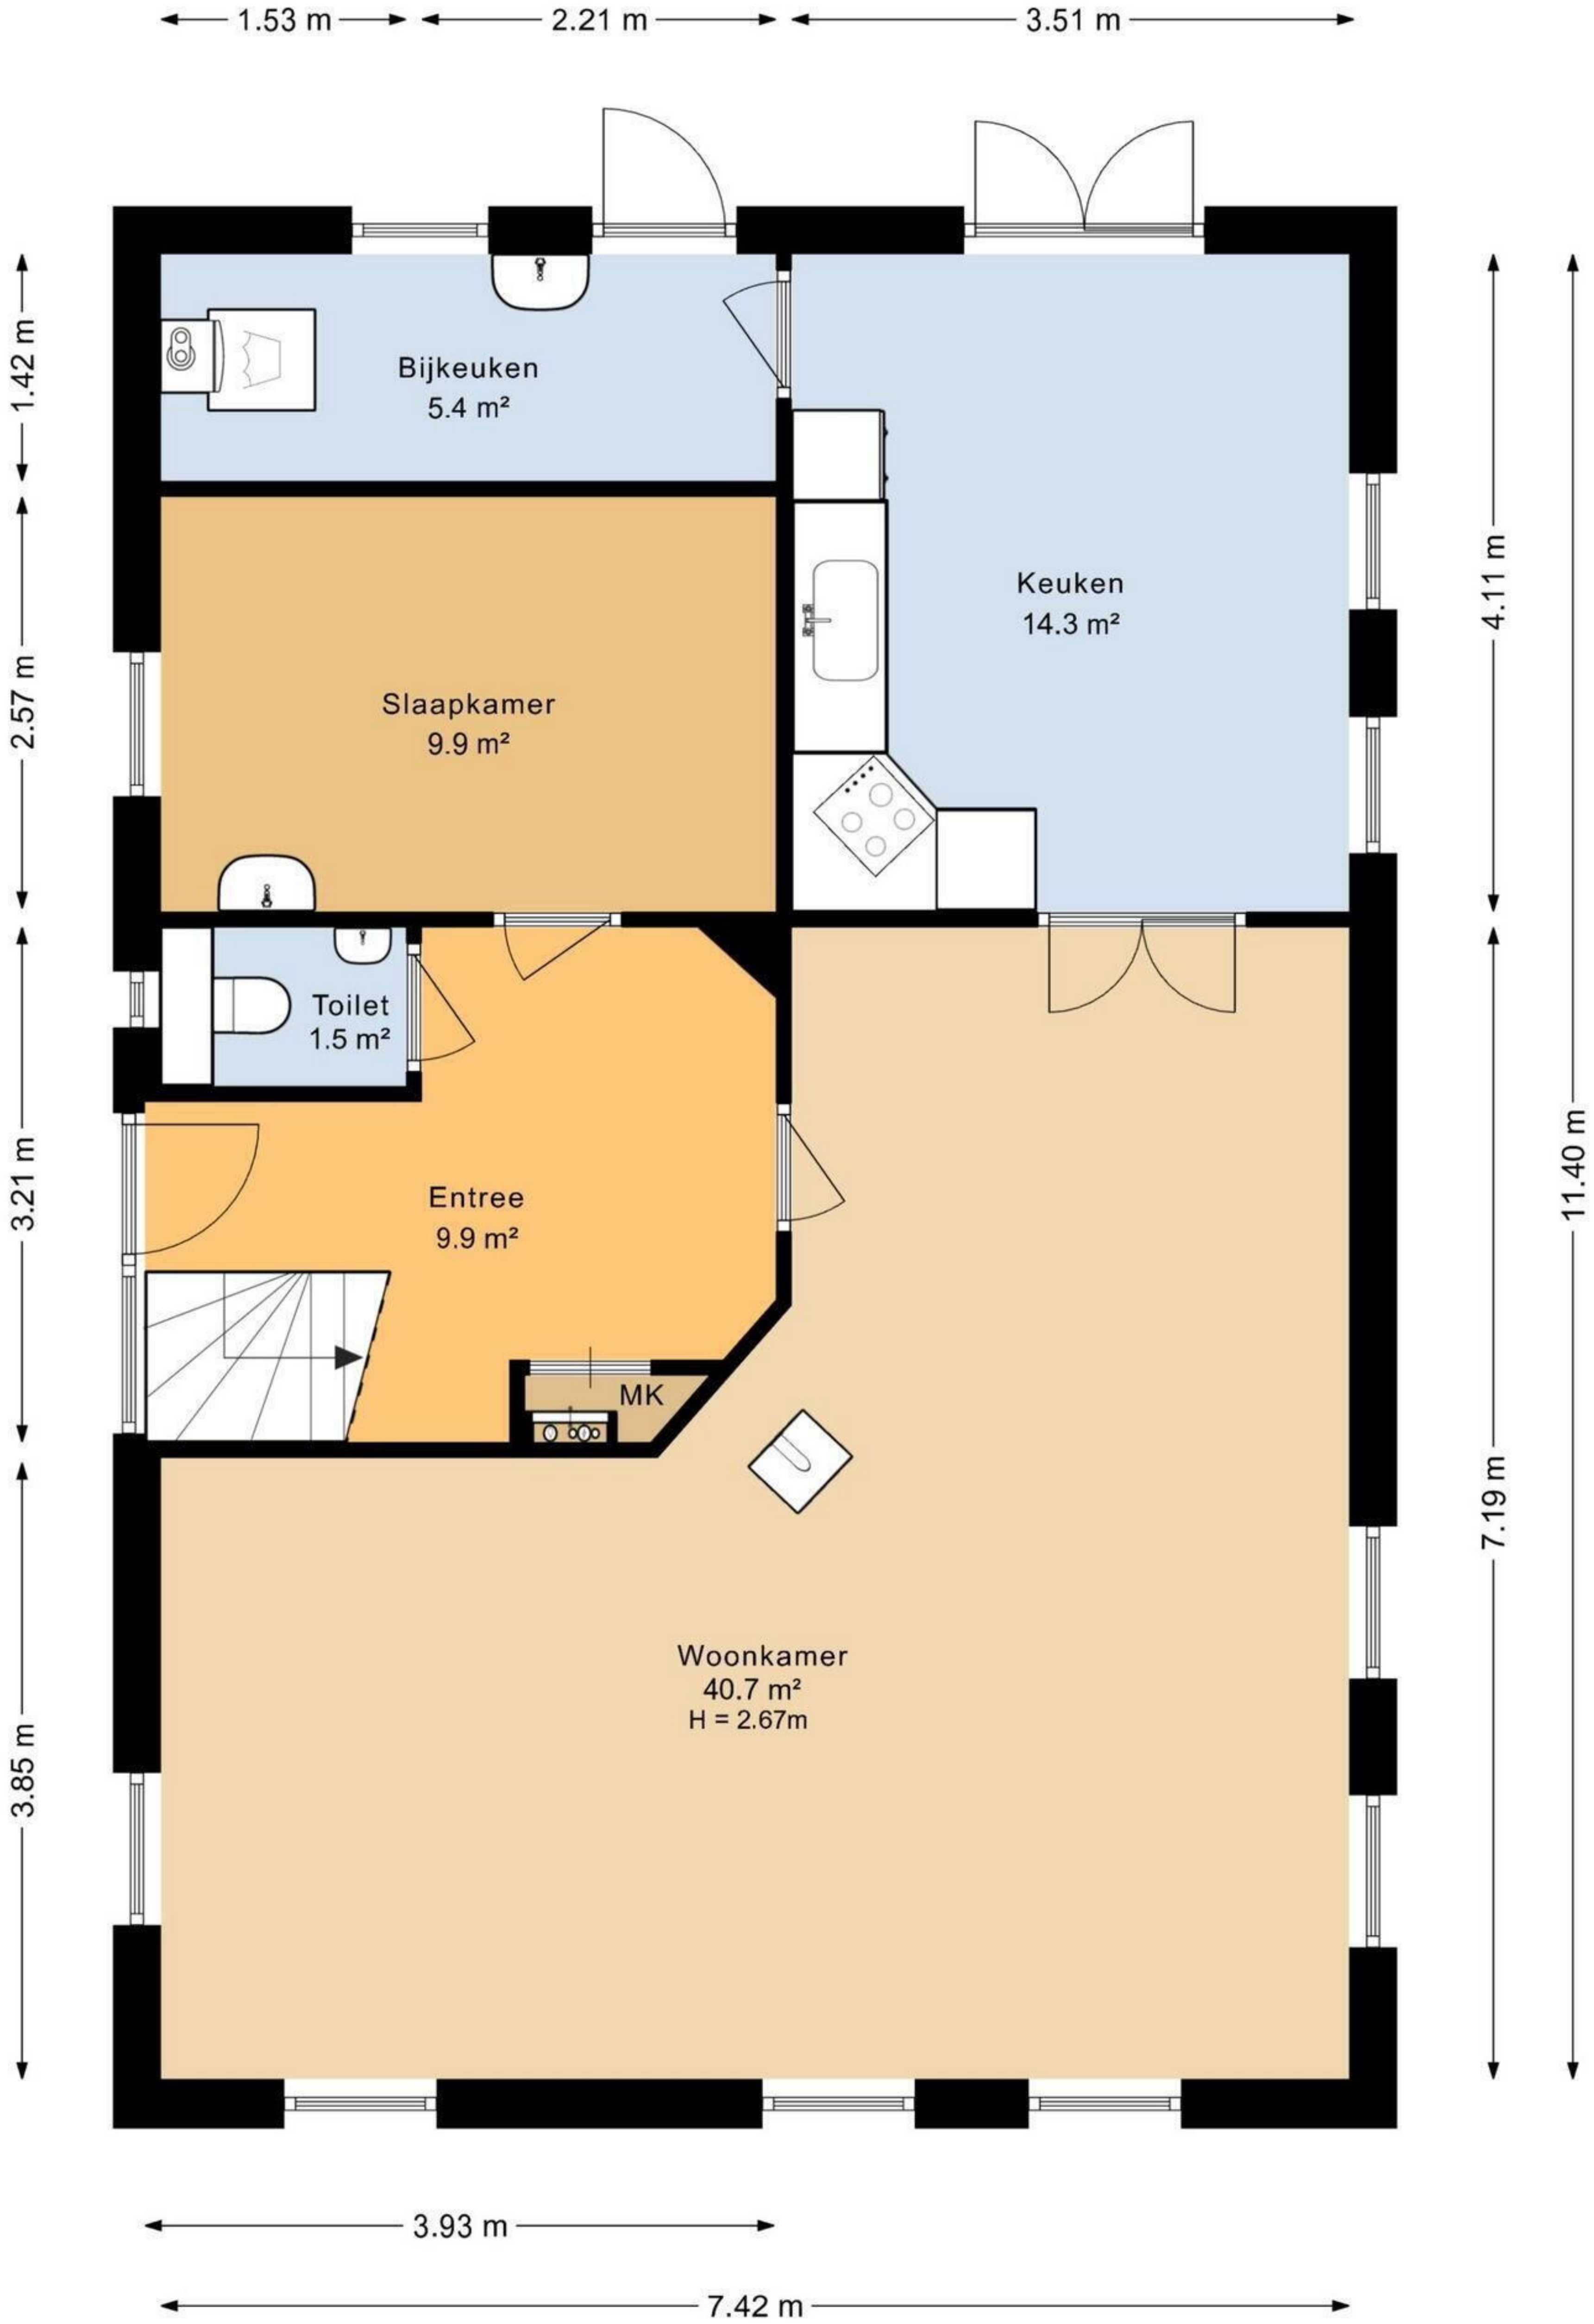 1.53 m
2.21 m
3.51 m
1.42 m
Bijkeuken
5.4 m²
Keuken
14.3 m²
4.11 m
2.57 m
Slaapkamer
9.9 m²
Toilet
1.5 m²
3.21 m
Entree
9.9 m²
11.40 m
MK
7.19 m
3.85 m
Woonkamer
40.7 m²
H = 2.67m
3.93 m
7.42 m